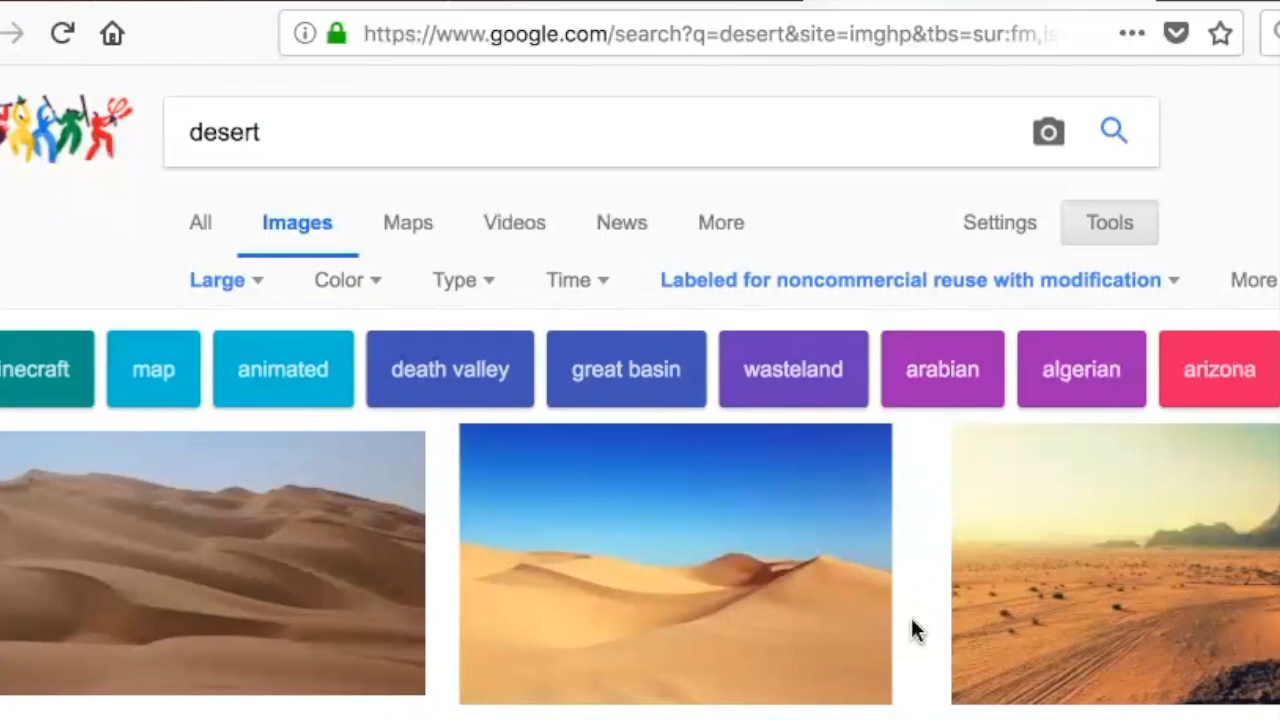 https://www.google.com/search?q=desert&site=imghp&tbs=sur:fm,is
desert
All Images Maps Videos News More Settings Tools
Large Color Type Time Labeled for noncommercial reuse with modification More
inecraft map animated death valley great basin wasteland arabian algerian arizona